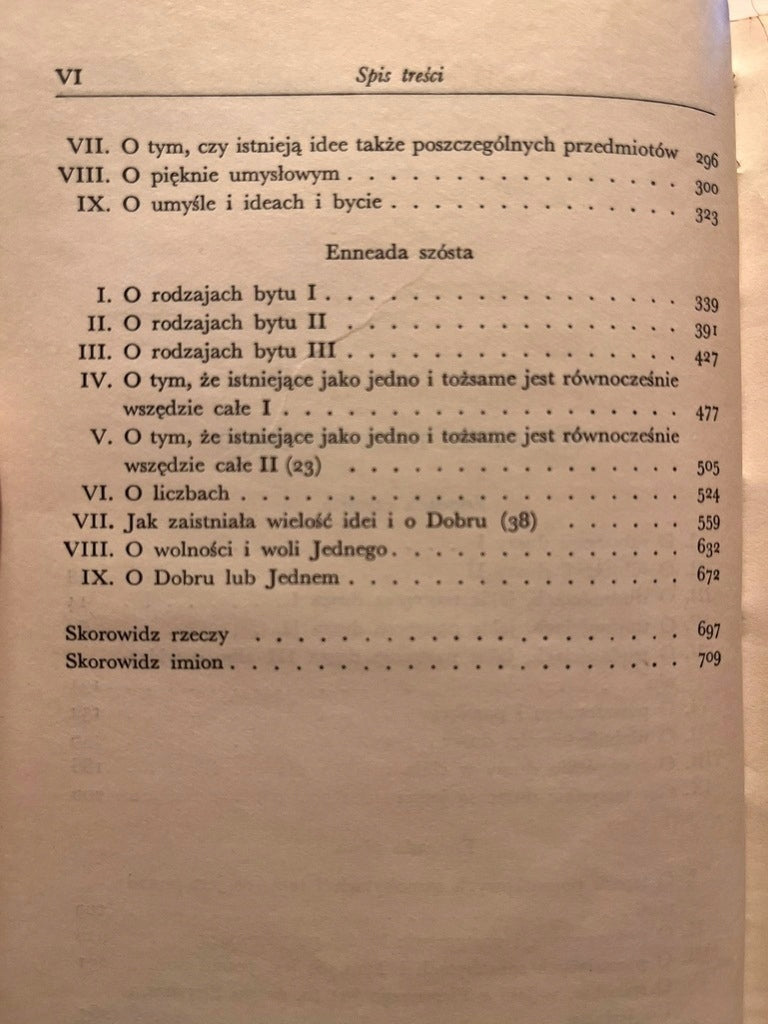 VI Spis treści
VII. O tym, czy istnieją idee także poszczególnych przedmiotów 296
VIII. O pięknie umysłowym . . . . . . . . . . . . . . . 300
IX. O umyśle i ideach i bycie . . . . . . . . . . . . . 323
Enneada szósta
I. O rodzajach bytu I . . . . . . . . . . . . . . . . 339
II. O rodzajach bytu II . . . . . . . . . . . . . . . 391
III. O rodzajach bytu III . . . . . . . . . . . . . . . 427
IV. O tym, że istniejące jako jedno i tożsame jest równocześnie
wszędzie całe I . . . . . . . . . . . . . . . . . . 477
V. O tym, że istniejące jako jedno i tożsame jest równocześnie
wszędzie całe II (23) . . . . . . . . . . . . . . . 505
VI. O liczbach . . . . . . . . . . . . . . . . . . . . 524
VII. Jak zaistniała wielość idei i o Dobru (38) . . . . . . 559
VIII. O wolności i woli Jednego . . . . . . . . . . . . . 632
IX. O Dobru lub Jednem . . . . . . . . . . . . . . . 672
Skorowidz rzeczy . . . . . . . . . . . . . . . . . . . 697
Skorowidz imion . . . . . . . . . . . . . . . . . . . . 709